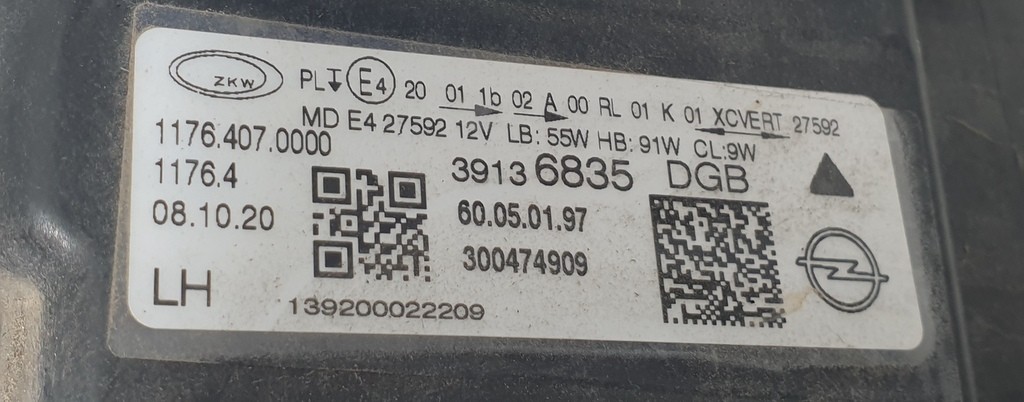 ZKW PL E4 20 01 1b 02 A 00 RL 01 K 01 XCVERT 27592
MD E4 27592 12V LB: 55W HB: 91W CL:9W
1176.407.0000
39136835 DGB
1176.4
60.05.01.97
08.10.20
300474909
LH
139200022209